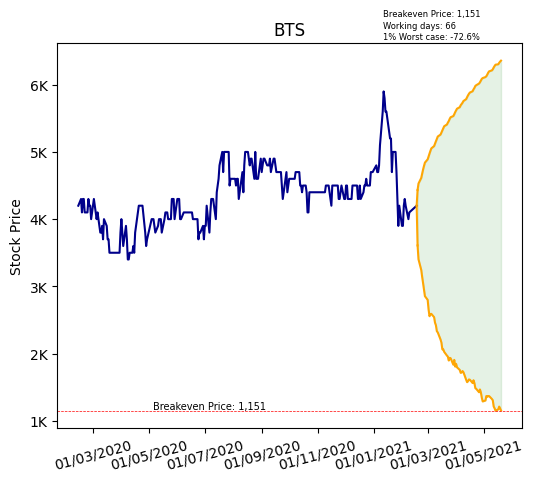 Breakeven Price: 1,151
Working days: 66
1% Worst case: -72.6%
BTS
Stock Price
6K
5K
4K
3K
2K
1K
Breakeven Price: 1,151
01/03/2020
01/05/2020
01/07/2020
01/09/2020
01/11/2020
01/01/2021
01/03/2021
01/05/2021